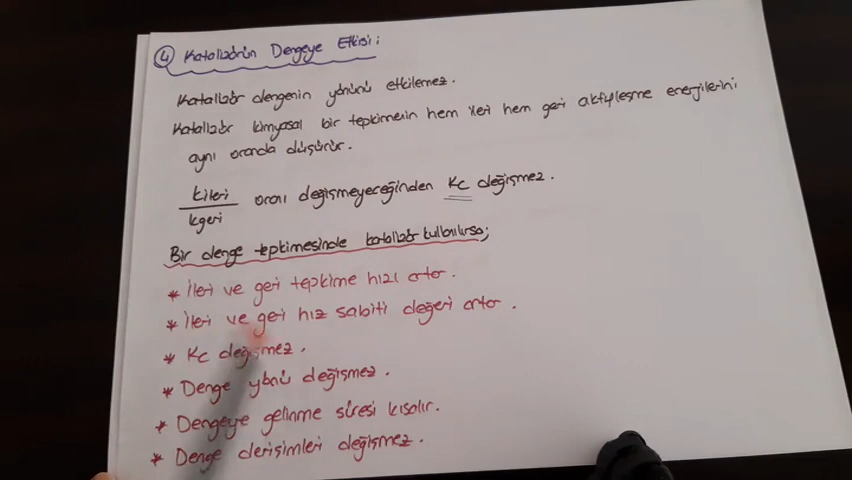 4 Katalizörün Dengeye Etkisi:
Katalizör dengenin yönünü etkilemez.
Katalizör kimyasal bir tepkimenin hem ileri hem geri aktifleşme enerjilerini
aynı oranda düşürür.
kileri
kgeri
oranı değişmeyeceğinden Kc değişmez.
Bir denge tepkimesinde katalizör kullanılırsa;
* İleri ve geri tepkime hızı artar.
* İleri ve geri hız sabiti değeri artar.
* Kc değişmez.
* Denge yönü değişmez.
* Dengeye gelinme süresi kısalır.
* Denge derişimleri değişmez.